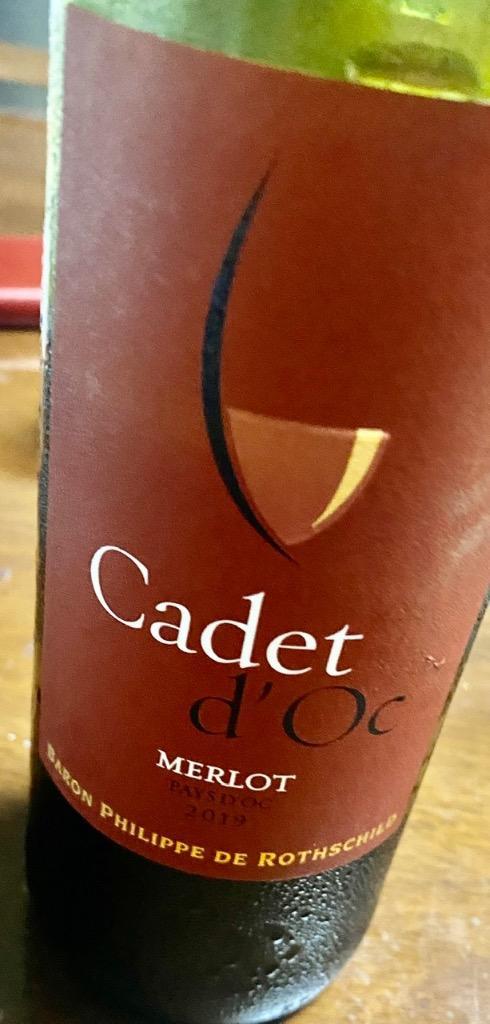 Cadet
d'Oc
MERLOT
PAYS D'OC
2019
BARON PHILIPPE DE ROTHSCHILD